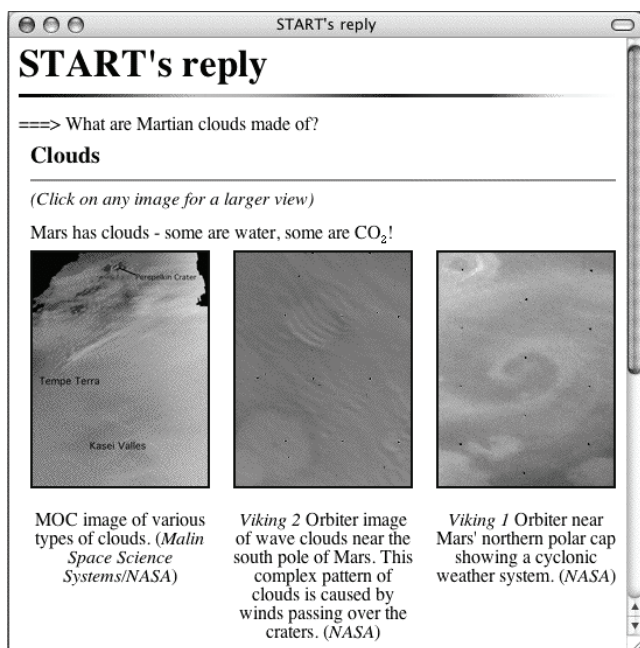 START's reply
START's reply
===> What are Martian clouds made of?
Clouds
(Click on any image for a larger view)
Mars has clouds - some are water, some are CO₂!
Perepelkin Crater
Tempe Terra
Kasei Valles
MOC image of various
types of clouds. (Malin
Space Science
Systems/NASA)
Viking 2 Orbiter image
of wave clouds near the
south pole of Mars. This
complex pattern of
clouds is caused by
winds passing over the
craters. (NASA)
Viking 1 Orbiter near
Mars' northern polar cap
showing a cyclonic
weather system. (NASA)